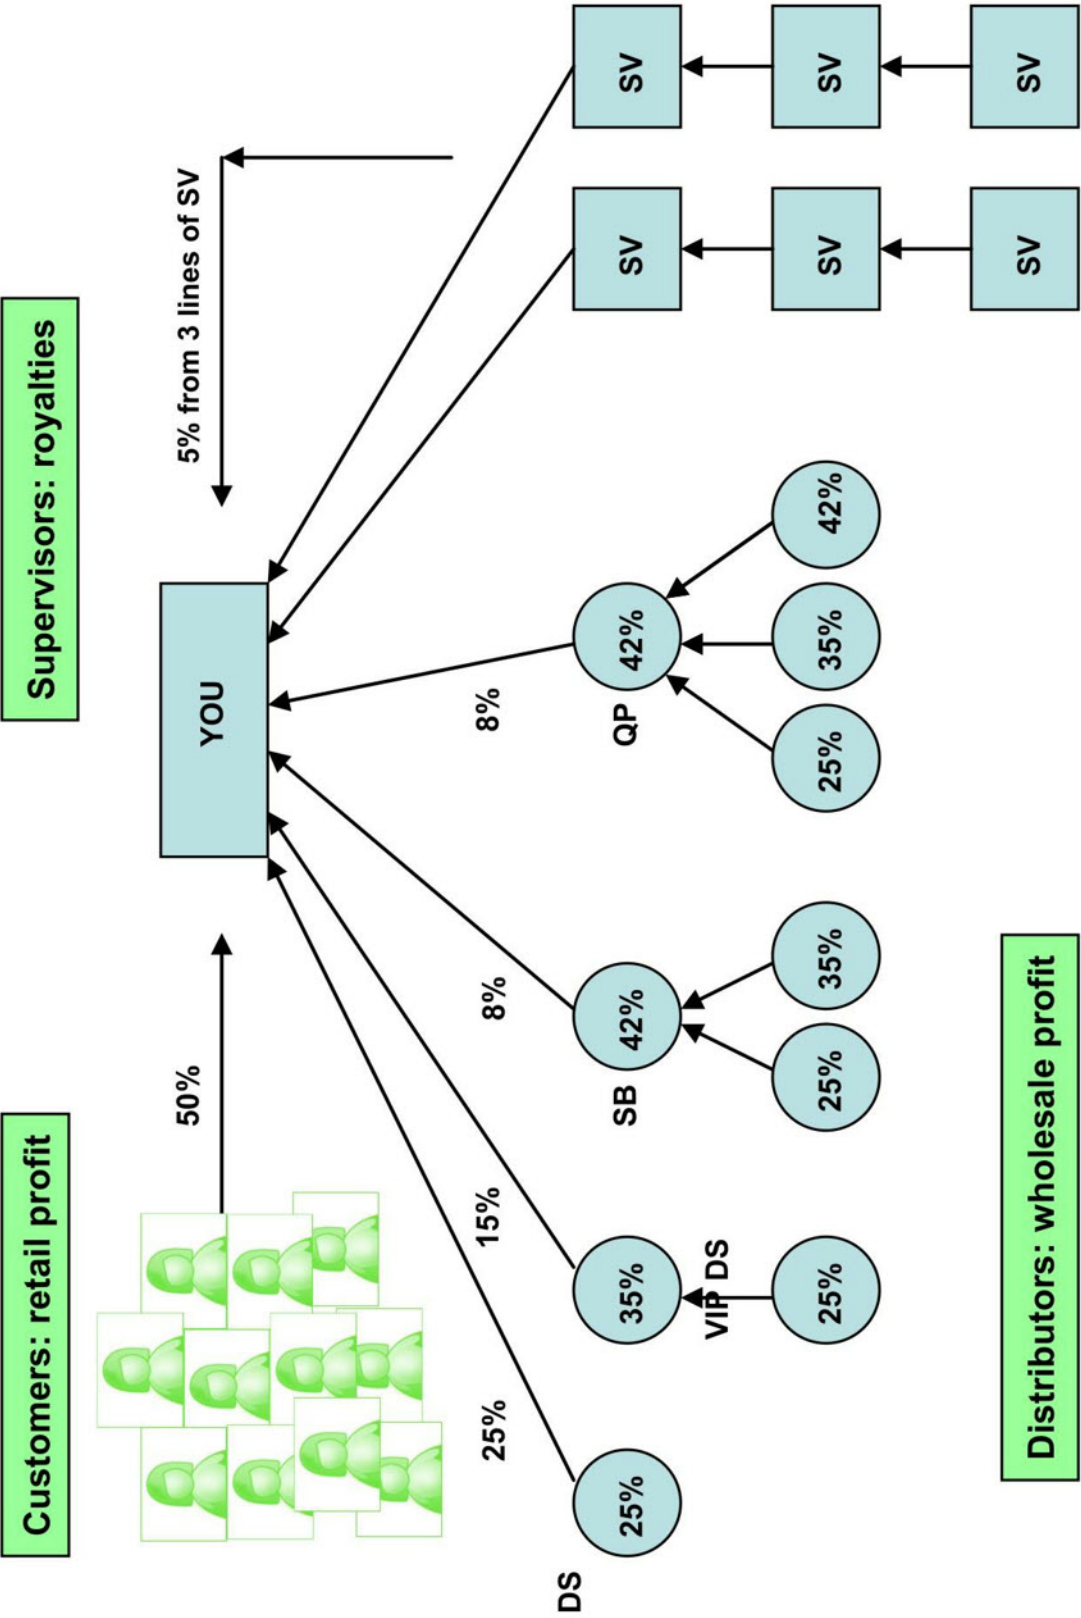 Customers: retail profit
Supervisors: royalties
50%
YOU
5% from 3 lines of SV
25%
15%
8%
8%
DS
25%
35%
VIP DS
SB
42%
QP
42%
SV
SV
25%
25%
35%
25%
35%
42%
SV
SV
SV
SV
Distributors: wholesale profit